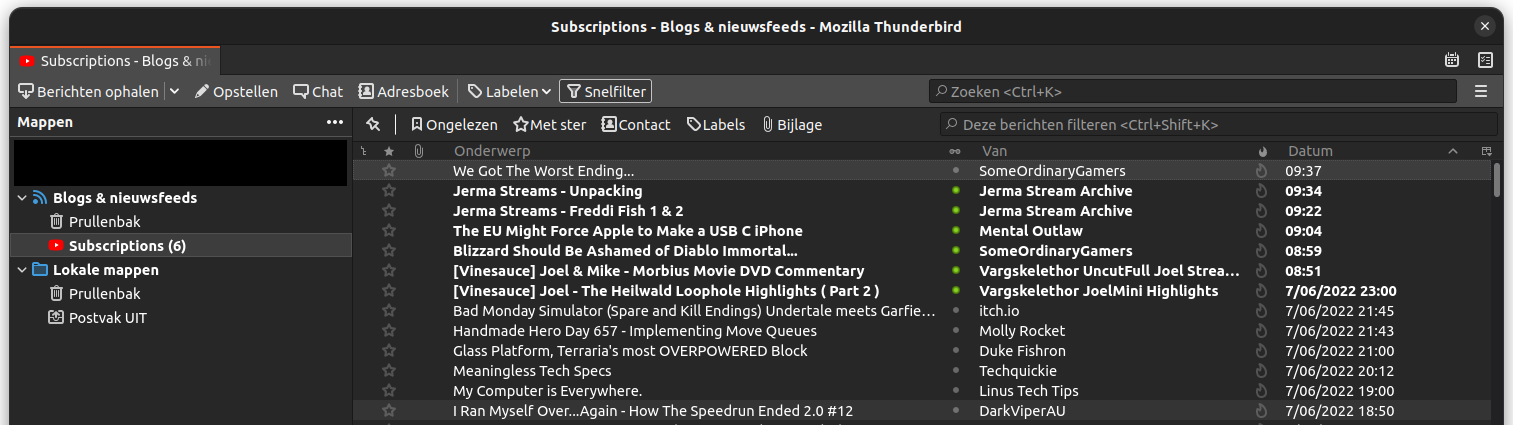 Subscriptions - Blogs & nieuwsfeeds - Mozilla Thunderbird
Subscriptions - Blogs & nie
Berichten ophalen Opstellen Chat Adresboek Labelen Snelfilter Zoeken <Ctrl+K>
Mappen Ongelezen Met ster Contact Labels Bijlage Deze berichten filteren <Ctrl+Shift+K>
Onderwerp Van Datum
We Got The Worst Ending... SomeOrdinaryGamers 09:37
Jerma Streams - Unpacking Jerma Stream Archive 09:34
Blogs & nieuwsfeeds
Jerma Streams - Freddi Fish 1 & 2 Jerma Stream Archive 09:22
Prullenbak
The EU Might Force Apple to Make a USB C iPhone Mental Outlaw 09:04
Subscriptions (6)
Blizzard Should Be Ashamed of Diablo Immortal... SomeOrdinaryGamers 08:59
Lokale mappen
[Vinesauce] Joel & Mike - Morbius Movie DVD Commentary Vargskelethor UncutFull Joel Strea... 08:51
Prullenbak
[Vinesauce] Joel - The Heilwald Loophole Highlights ( Part 2 ) Vargskelethor JoelMini Highlights 7/06/2022 23:00
Postvak UIT
Bad Monday Simulator (Spare and Kill Endings) Undertale meets Garfie... itch.io 7/06/2022 21:45
Handmade Hero Day 657 - Implementing Move Queues Molly Rocket 7/06/2022 21:43
Glass Platform, Terraria's most OVERPOWERED Block Duke Fishron 7/06/2022 21:00
Meaningless Tech Specs Techquickie 7/06/2022 20:12
My Computer is Everywhere. Linus Tech Tips 7/06/2022 19:00
I Ran Myself Over...Again - How The Speedrun Ended 2.0 #12 DarkViperAU 7/06/2022 18:50